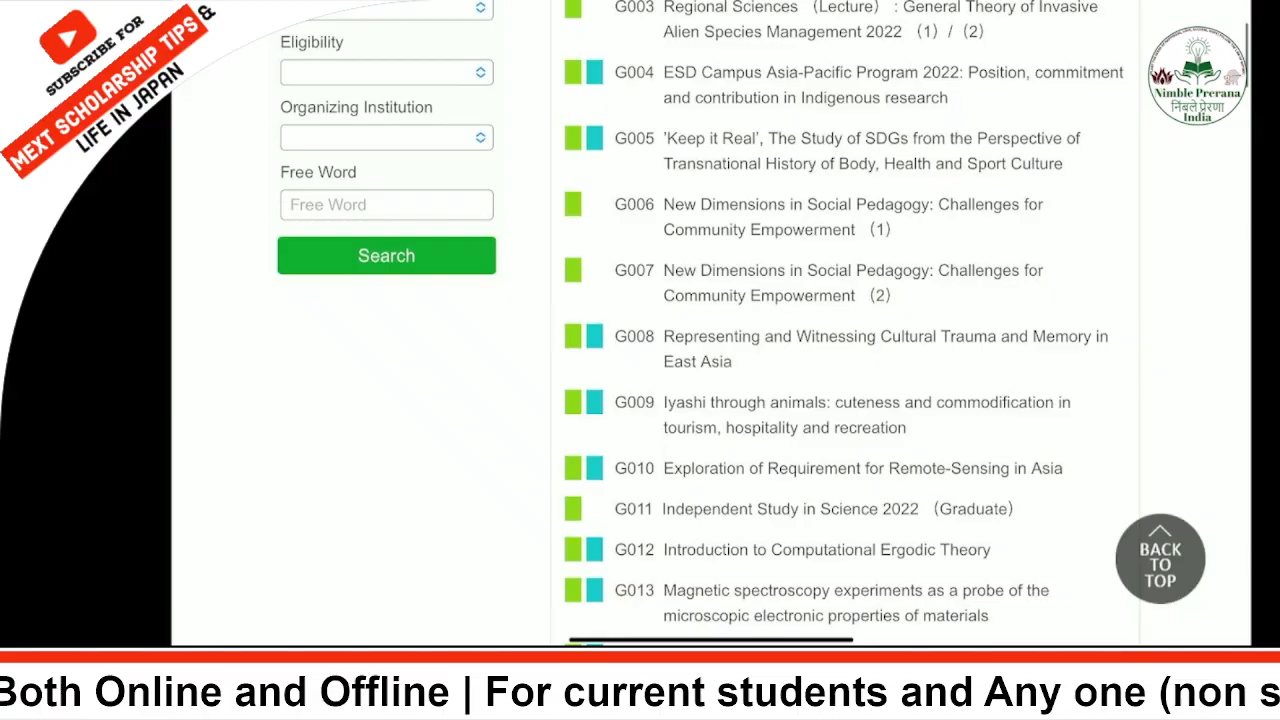 SUBSCRIBE FOR
MEXT SCHOLARSHIP TIPS &
LIFE IN JAPAN
Eligibility
Organizing Institution
Free Word
Free Word
Search
G003 Regional Sciences （Lecture） : General Theory of Invasive
Alien Species Management 2022 （1）/（2）
G004 ESD Campus Asia-Pacific Program 2022: Position, commitment
and contribution in Indigenous research
G005 'Keep it Real', The Study of SDGs from the Perspective of
Transnational History of Body, Health and Sport Culture
G006 New Dimensions in Social Pedagogy: Challenges for
Community Empowerment （1）
G007 New Dimensions in Social Pedagogy: Challenges for
Community Empowerment （2）
G008 Representing and Witnessing Cultural Trauma and Memory in
East Asia
G009 Iyashi through animals: cuteness and commodification in
tourism, hospitality and recreation
G010 Exploration of Requirement for Remote-Sensing in Asia
G011 Independent Study in Science 2022 （Graduate）
G012 Introduction to Computational Ergodic Theory
G013 Magnetic spectroscopy experiments as a probe of the
microscopic electronic properties of materials
Nimble Prerana
निंबले प्रेरणा
India
BACK
TO
TOP
Both Online and Offline | For current students and Any one (non s